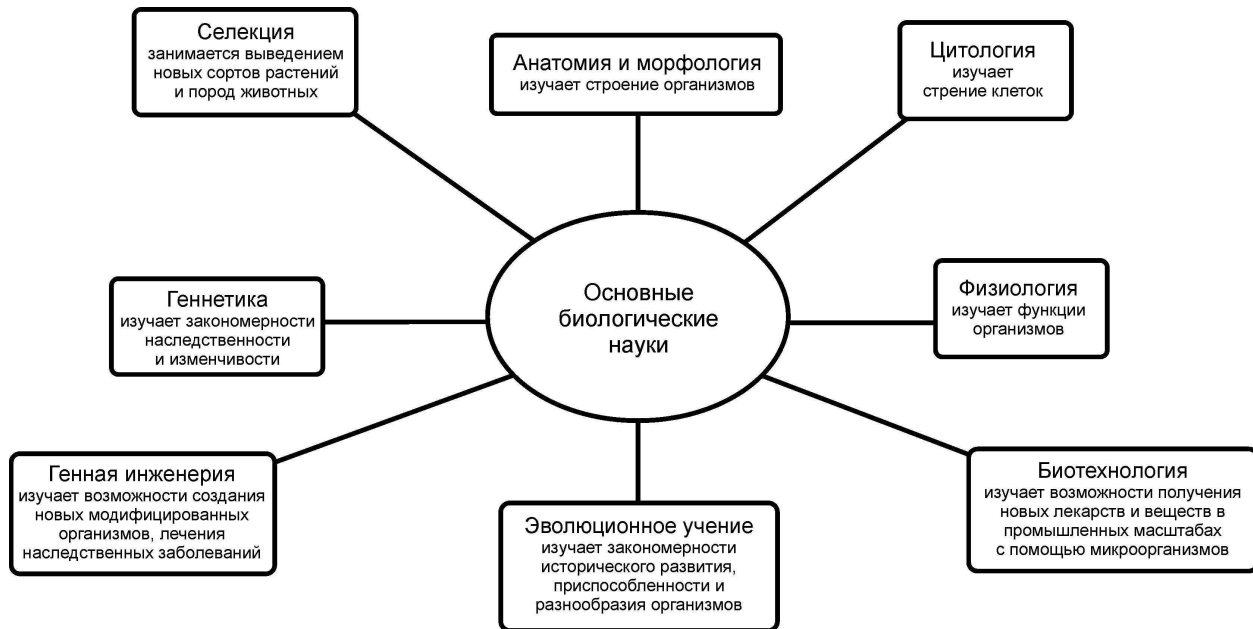 Селекция
занимается выведением
новых сортов растений
и пород животных
Анатомия и морфология
изучает строение организмов
Цитология
изучает
стрение клеток
Геннетика
изучает закономерности
наследственности
и изменчивости
Основные
биологические
науки
Физиология
изучает функции
организмов
Генная инженерия
изучает возможности создания
новых модифицированных
организмов, лечения
наследственных заболеваний
Эволюционное учение
изучает закономерности
исторического развития,
приспособленности и
разнообразия организмов
Биотехнология
изучает возможности получения
новых лекарств и веществ в
промышленных масштабах
с помощью микроорганизмов